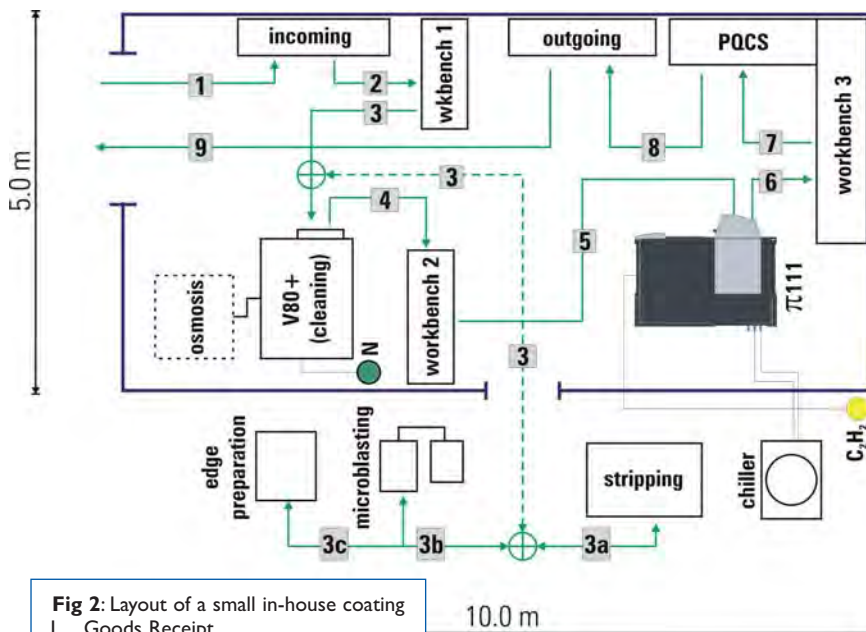 incoming
wkbench 1
outgoing
PQCS
workbench 3
1
2
3
9
8
7
6
3
4
5
5.0 m
osmosis
V80+
(cleaning)
N
workbench 2
π111
3
C₂H₂
edge
preparation
microblasting
stripping
chiller
3c
3b
3a
10.0 m
Fig 2: Layout of a small in-house coating